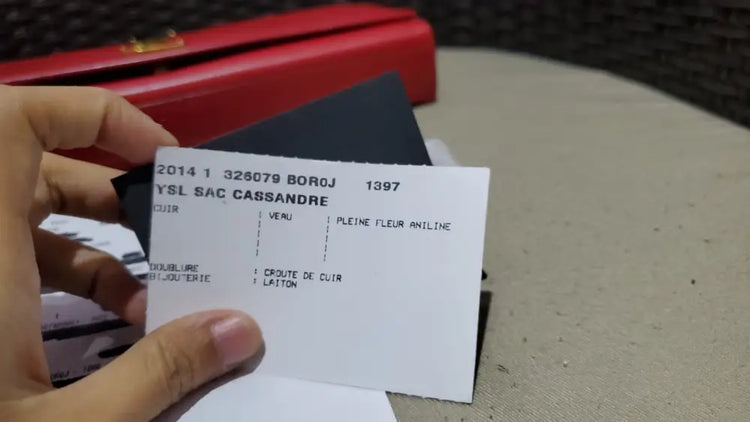 2014 1 326079 BOR0J 1397
YSL SAC CASSANDRE
CUIR : VEAU : PLEINE FLEUR ANILINE
DOUBLURE : CROUTE DE CUIR
BIJOUTERIE : LAITON